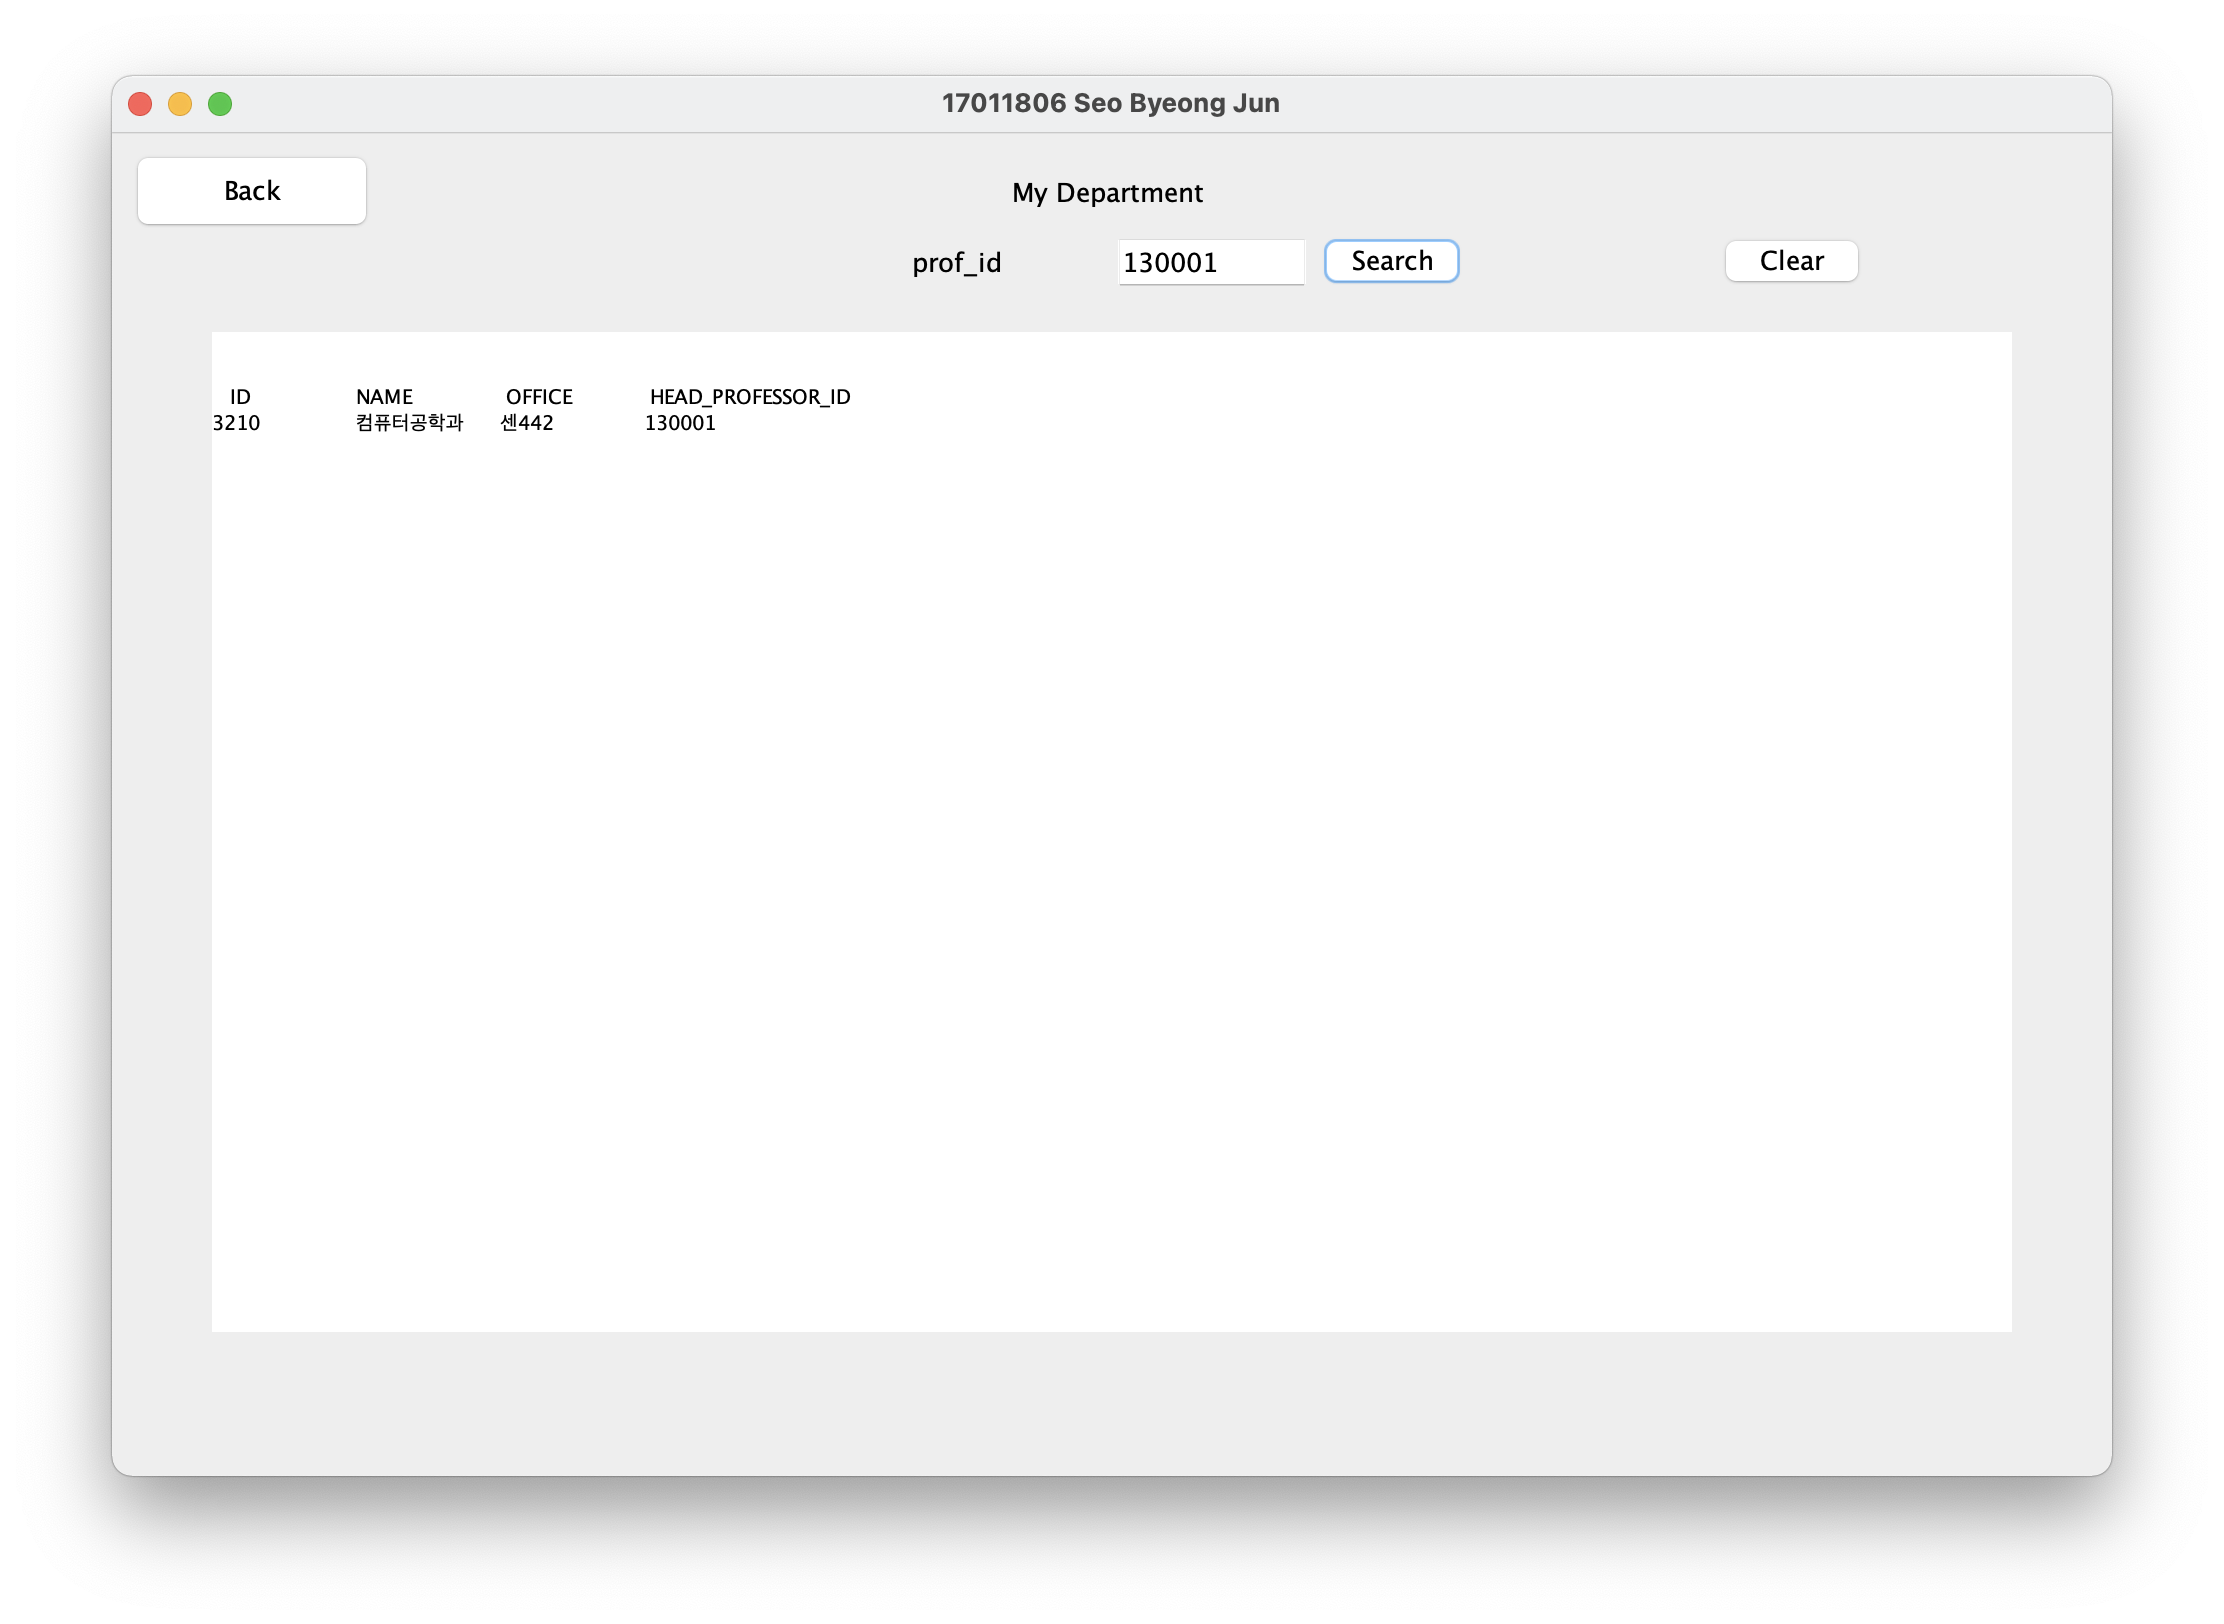 17011806 Seo Byeong Jun
Back
My Department
prof_id 130001 Search Clear
ID NAME OFFICE HEAD_PROFESSOR_ID
3210 컴퓨터공학과 센442 130001